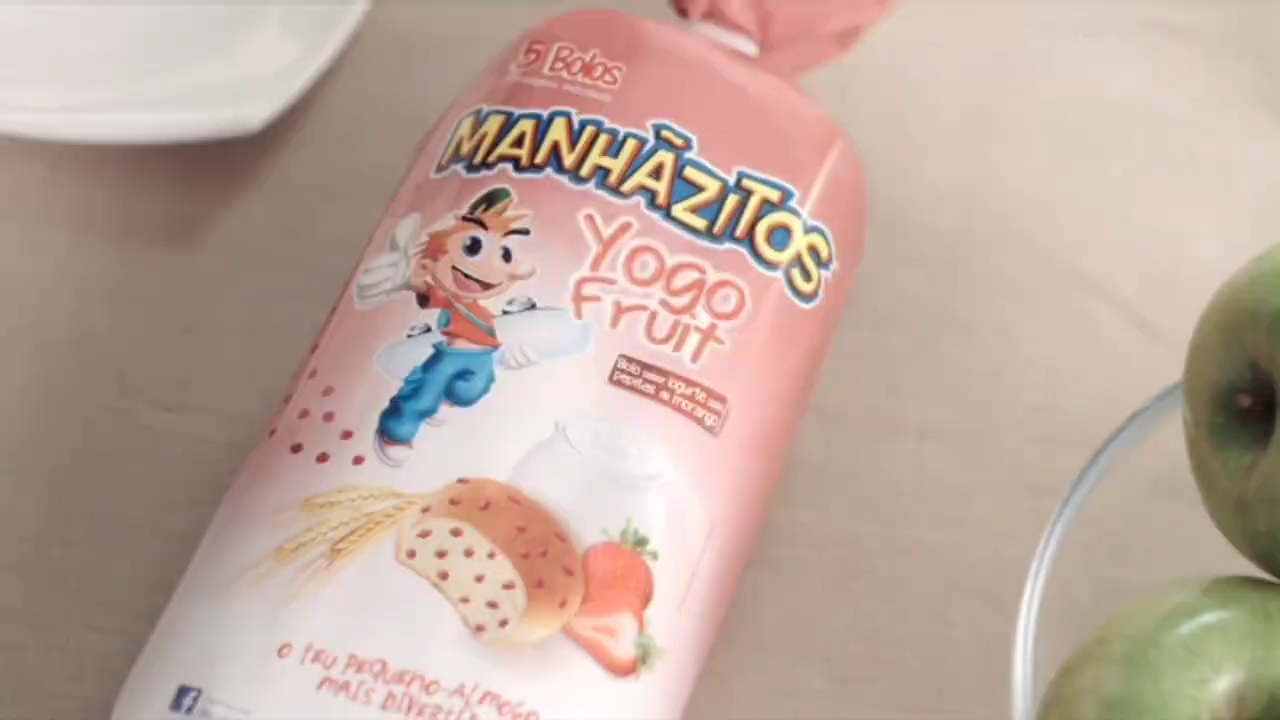 5 Bolos
MANHÃZITOS
Yogo
Fruit
Bolo sabor iogurte com
pepitas de morango
O TEU PEQUENO-ALMOÇO
MAIS DIVERTI
f